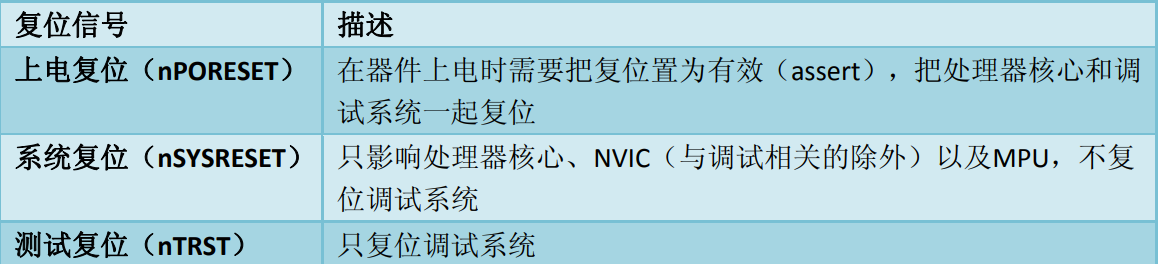 复位信号 描述
上电复位（nPORESET） 在器件上电时需要把复位置为有效（assert），把处理器核心和调
试系统一起复位
系统复位（nSYSRESET） 只影响处理器核心、NVIC（与调试相关的除外）以及MPU，不复
位调试系统
测试复位（nTRST） 只复位调试系统